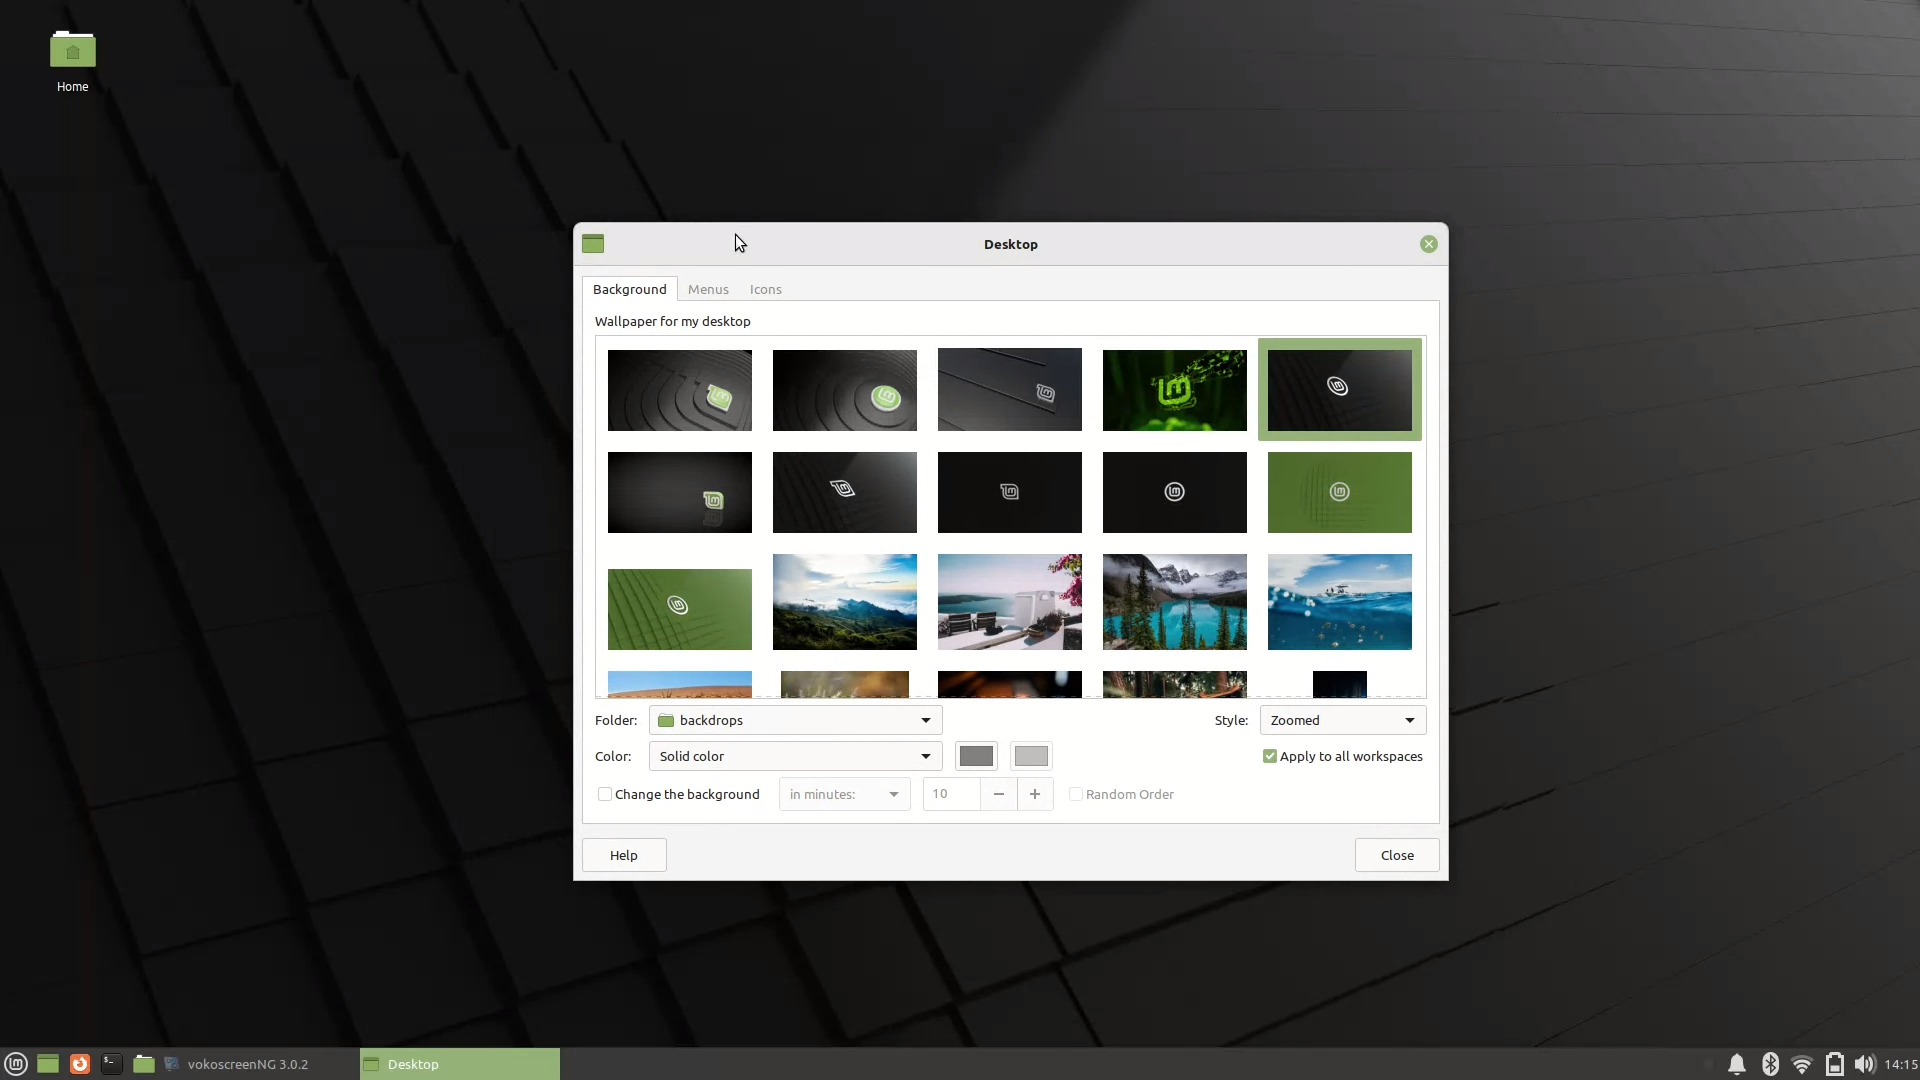 Home
Desktop
Background Menus Icons
Wallpaper for my desktop
Folder: backdrops Style: Zoomed
Color: Solid color Apply to all workspaces
Change the background in minutes: 10 Random Order
Help Close
vokoscreenNG 3.0.2 Desktop 14:15